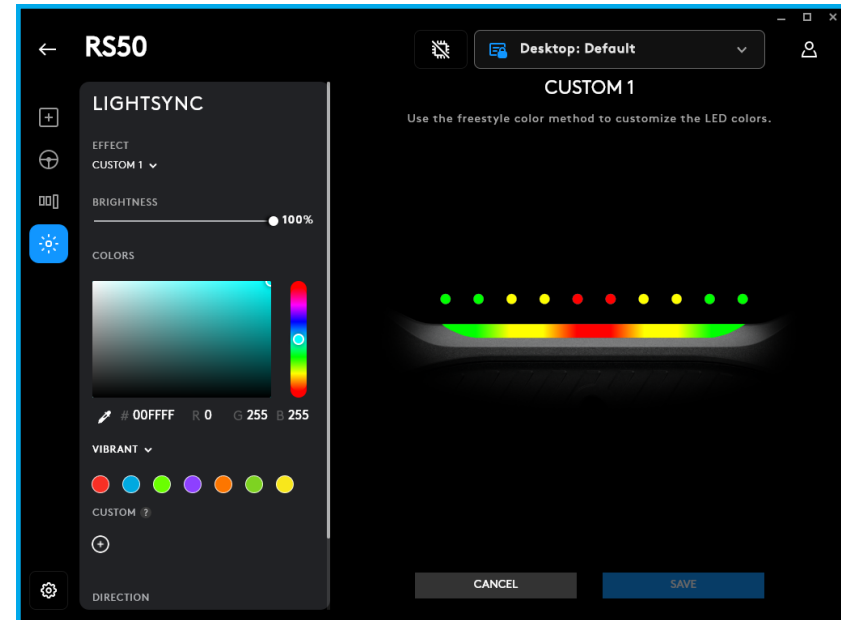 RS50
Desktop: Default
LIGHTSYNC
EFFECT
CUSTOM 1
BRIGHTNESS
100%
COLORS
# 00FFFF R 0 G 255 B 255
VIBRANT
CUSTOM ?
DIRECTION
CUSTOM 1
Use the freestyle color method to customize the LED colors.
CANCEL
SAVE